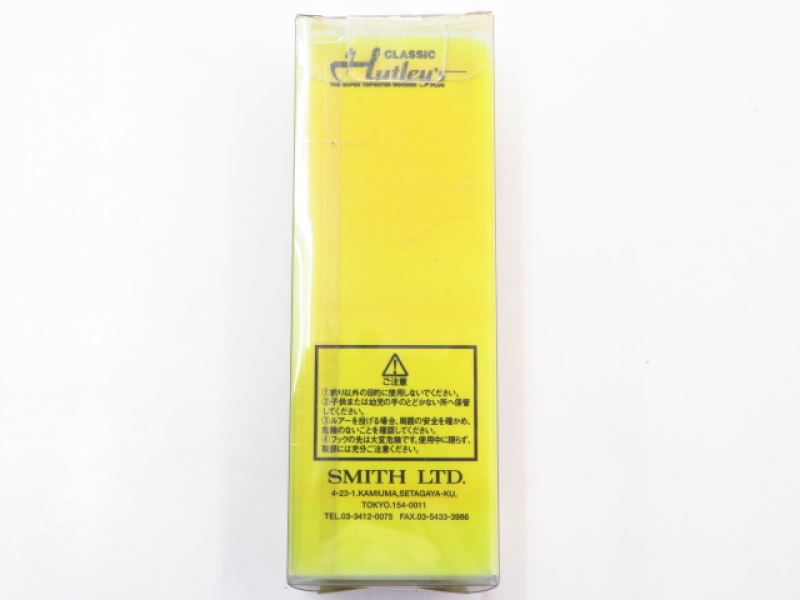 CLASSIC
Hutley's
THE SUPER TOPWATER WOODEN PLUG
ご注意
①釣り以外の目的に使用しないでください。
②子供または幼児の手のとどかない所へ保管
してください。
③ルアーを投げる場合、周囲の安全を確かめ、
危険のないことを確認してください。
④フックの先は大変危険です。使用中に限らず、
取扱には充分ご注意ください。
SMITH LTD.
4-23-1.KAMIUMA,SETAGAYA-KU,
TOKYO.154-0011
TEL.03-3412-0075 FAX.03-5433-3986